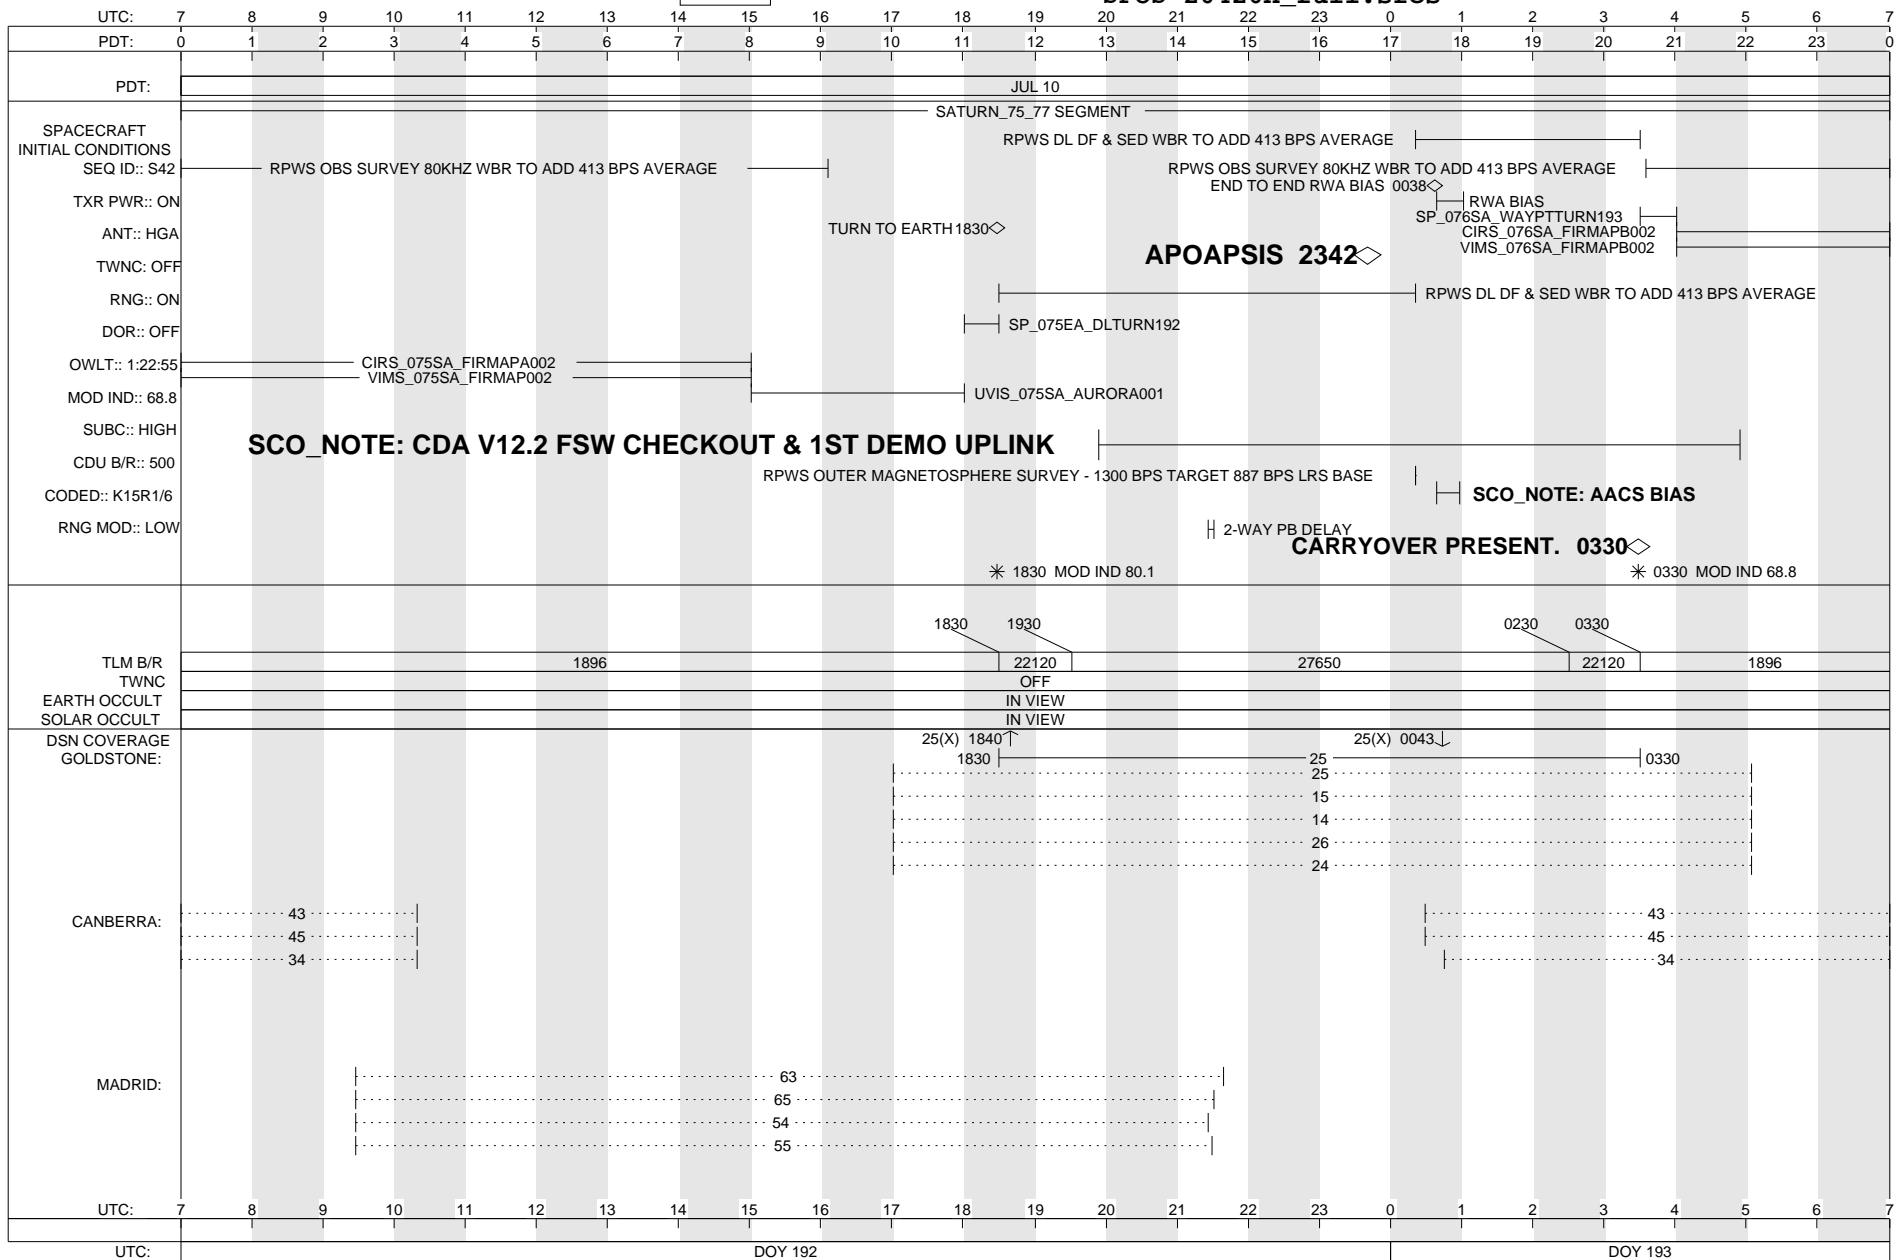 UTC: 7 8 9 10 11 12 13 14 15 16 17 18 19 20 21 22 23 0 1 2 3 4 5 6 7
PDT: 0 1 2 3 4 5 6 7 8 9 10 11 12 13 14 15 16 17 18 19 20 21 22 23 0
PDT: JUL 10
SATURN_75_77 SEGMENT
SPACECRAFT
INITIAL CONDITIONS
RPWS DL DF & SED WBR TO ADD 413 BPS AVERAGE
SEQ ID:: S42
RPWS OBS SURVEY 80KHZ WBR TO ADD 413 BPS AVERAGE
RPWS OBS SURVEY 80KHZ WBR TO ADD 413 BPS AVERAGE
END TO END RWA BIAS 0038
TXR PWR:: ON
RWA BIAS
SP_076SA_WAYPTTURN193
ANT:: HGA
TURN TO EARTH 1830
CIRS_076SA_FIRMAPB002
VIMS_076SA_FIRMAPB002
APOAPSIS 2342
TWNC: OFF
RNG:: ON
RPWS DL DF & SED WBR TO ADD 413 BPS AVERAGE
DOR:: OFF
SP_075EA_DLTURN192
OWLT:: 1:22:55
CIRS_075SA_FIRMAPA002
VIMS_075SA_FIRMAP002
MOD IND:: 68.8
UVIS_075SA_AURORA001
SUBC:: HIGH
SCO_NOTE: CDA V12.2 FSW CHECKOUT & 1ST DEMO UPLINK
CDU B/R:: 500
RPWS OUTER MAGNETOSPHERE SURVEY - 1300 BPS TARGET 887 BPS LRS BASE
CODED:: K15R1/6
SCO_NOTE: AACS BIAS
RNG MOD:: LOW
2-WAY PB DELAY
CARRYOVER PRESENT. 0330
1830 MOD IND 80.1
0330 MOD IND 68.8
1830 1930 0230 0330
TLM B/R 1896 22120 27650 22120 1896
TWNC OFF
EARTH OCCULT IN VIEW
SOLAR OCCULT IN VIEW
DSN COVERAGE 25(X) 1840 25(X) 0043
GOLDSTONE: 1830 25 0330
25
15
14
26
24
CANBERRA: 43 43
45 45
34 34
MADRID: 63
65
54
55
UTC: 7 8 9 10 11 12 13 14 15 16 17 18 19 20 21 22 23 0 1 2 3 4 5 6 7
UTC: DOY 192 DOY 193